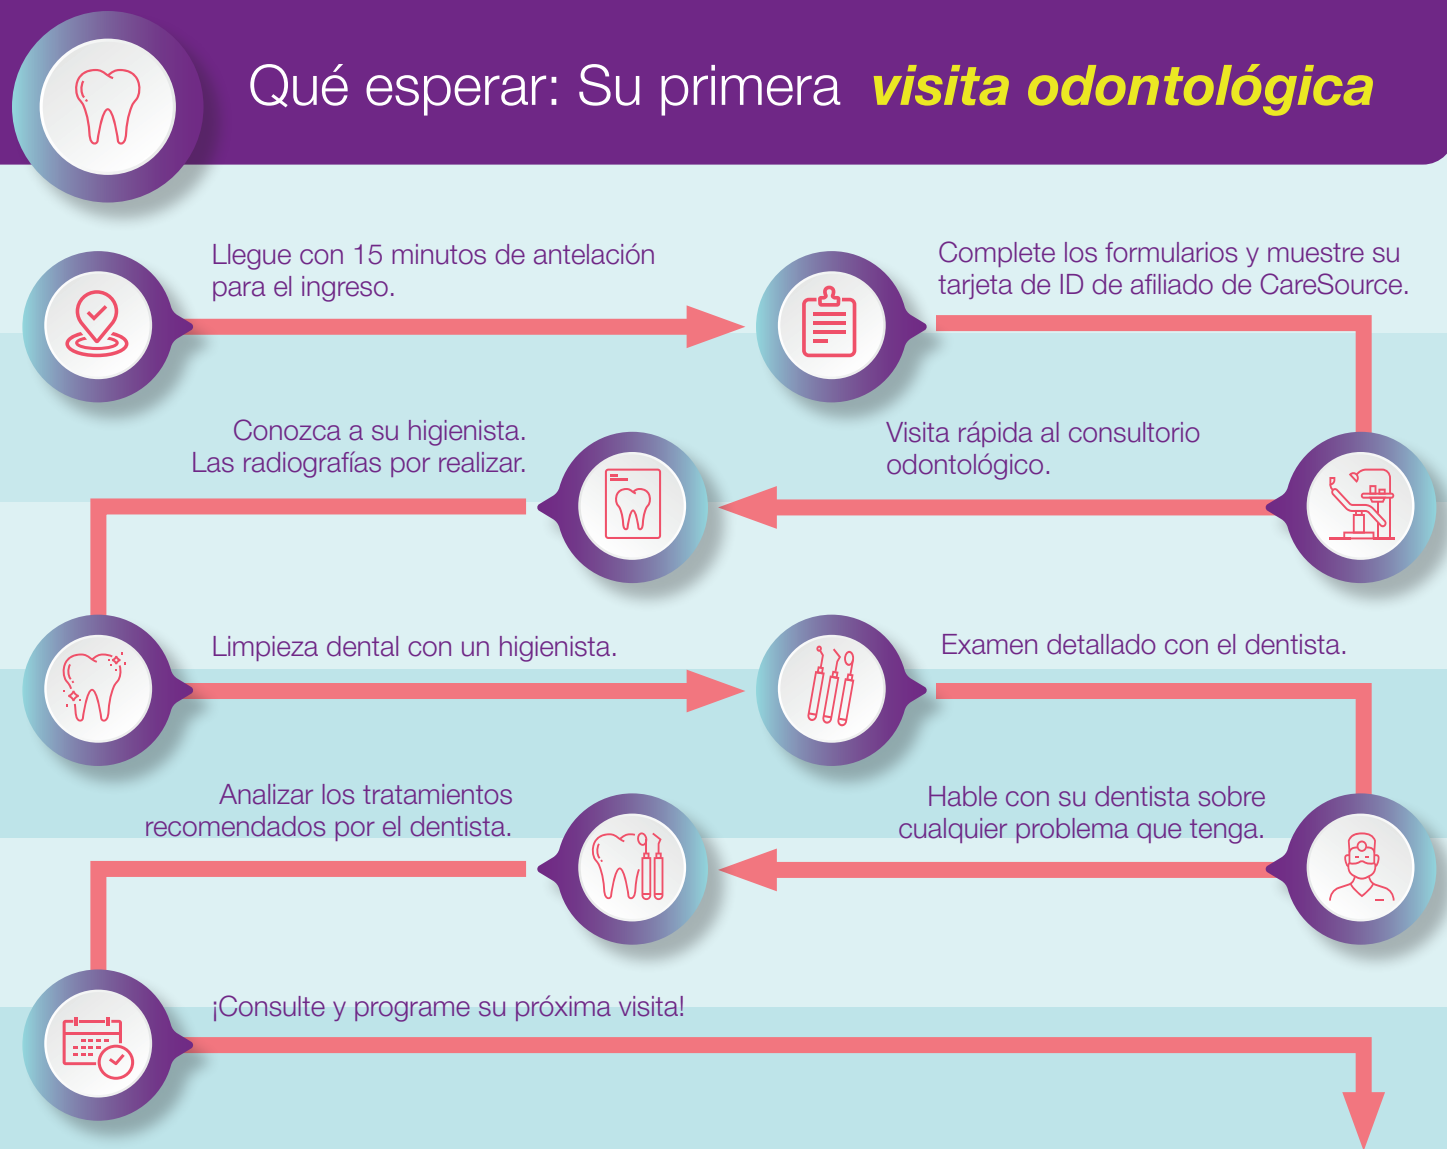 Qué esperar: Su primera visita odontológica
Llegue con 15 minutos de antelación
para el ingreso.
Complete los formularios y muestre su
tarjeta de ID de afiliado de CareSource.
Visita rápida al consultorio
odontológico.
Conozca a su higienista.
Las radiografías por realizar.
Limpieza dental con un higienista.
Examen detallado con el dentista.
Hable con su dentista sobre
cualquier problema que tenga.
Analizar los tratamientos
recomendados por el dentista.
¡Consulte y programe su próxima visita!